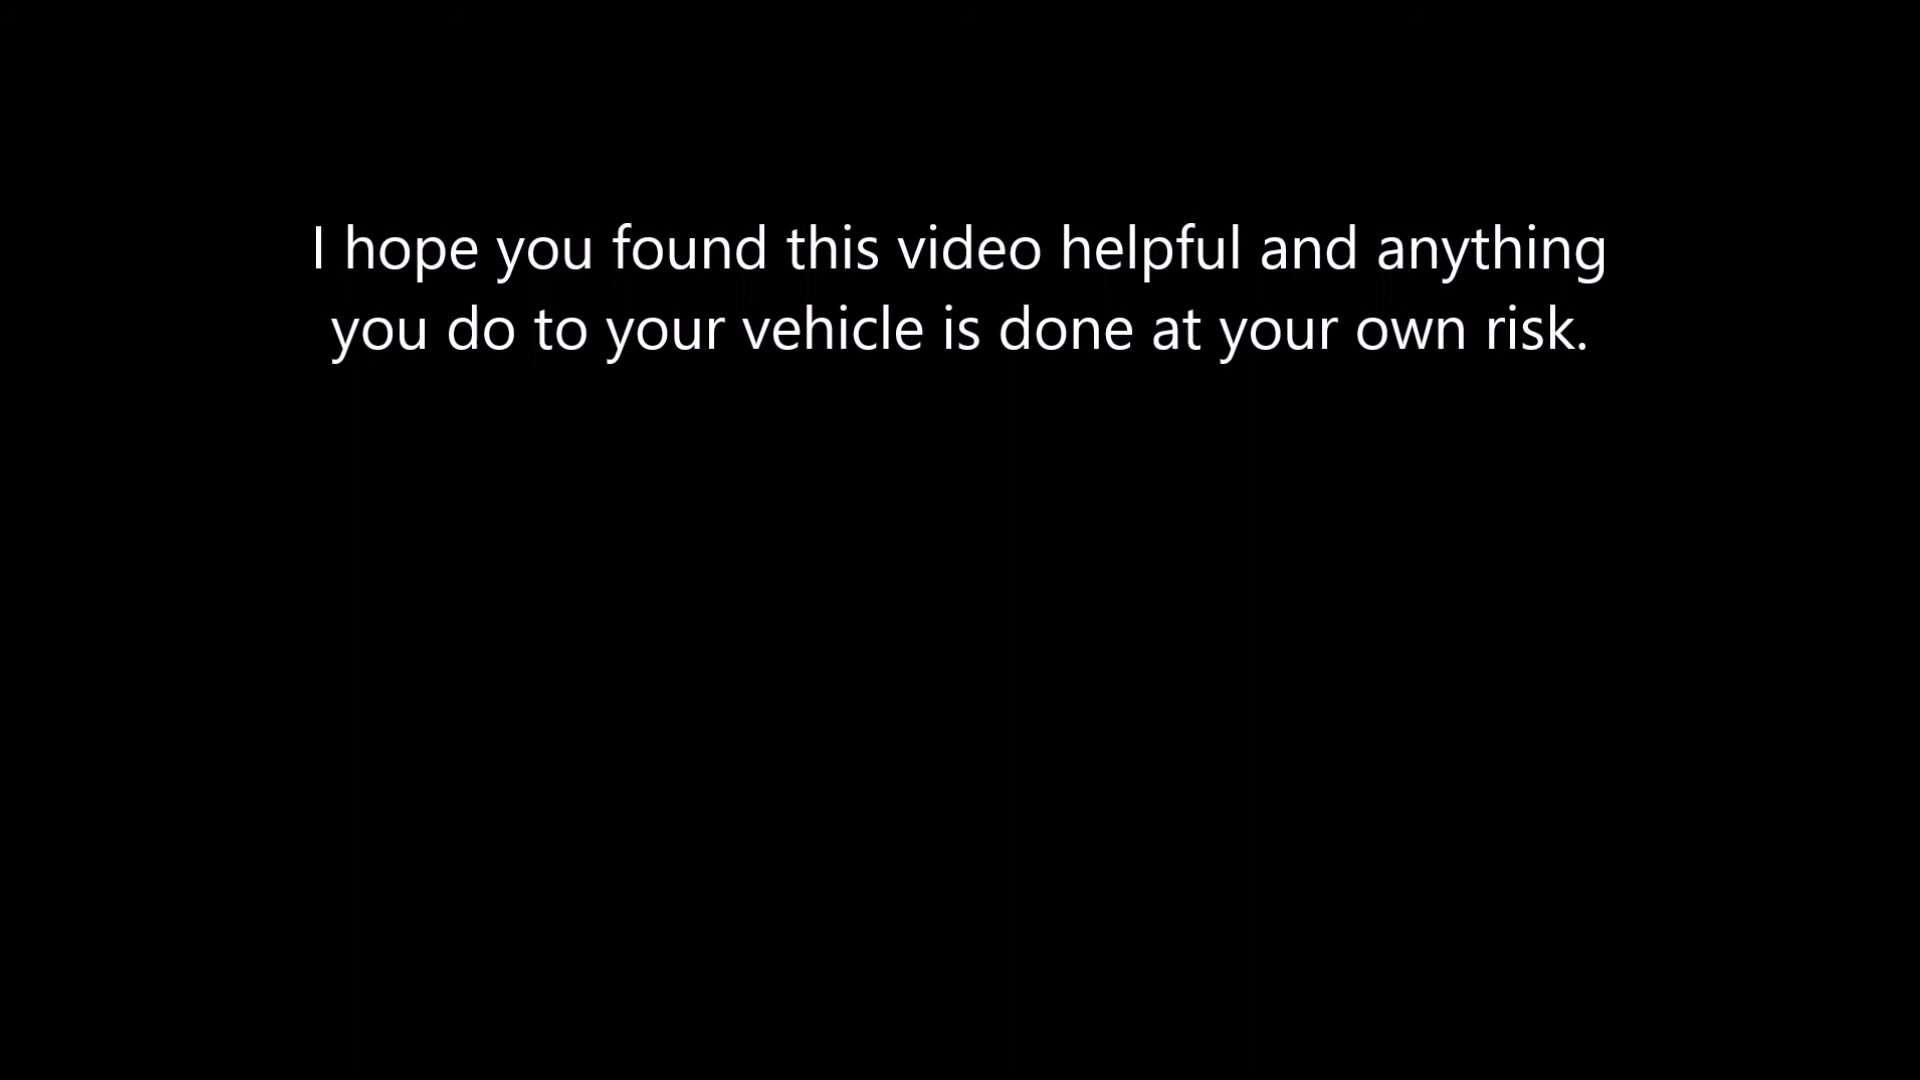 I hope you found this video helpful and anything
you do to your vehicle is done at your own risk.